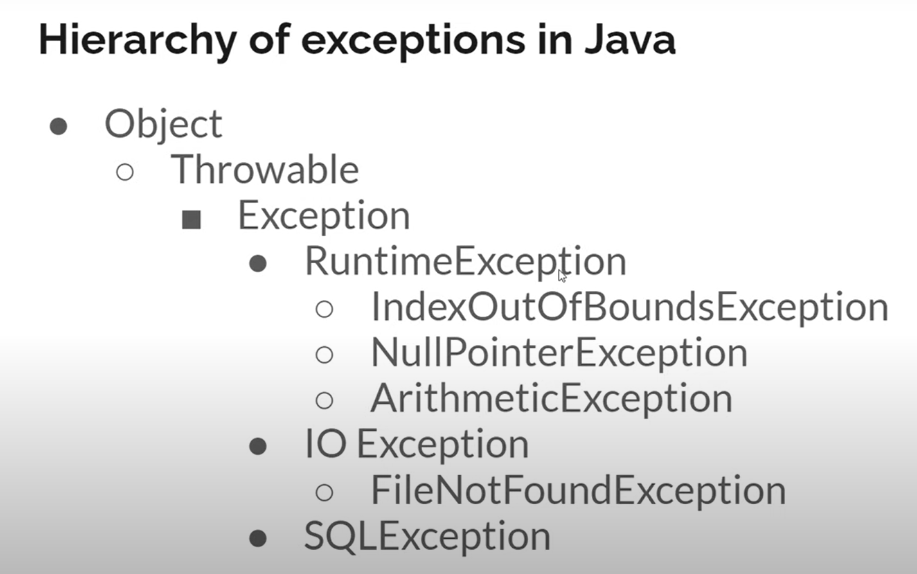 Hierarchy of exceptions in Java
Object
Throwable
Exception
RuntimeException
IndexOutOfBoundsException
NullPointerException
ArithmeticException
IO Exception
FileNotFoundException
SQLException